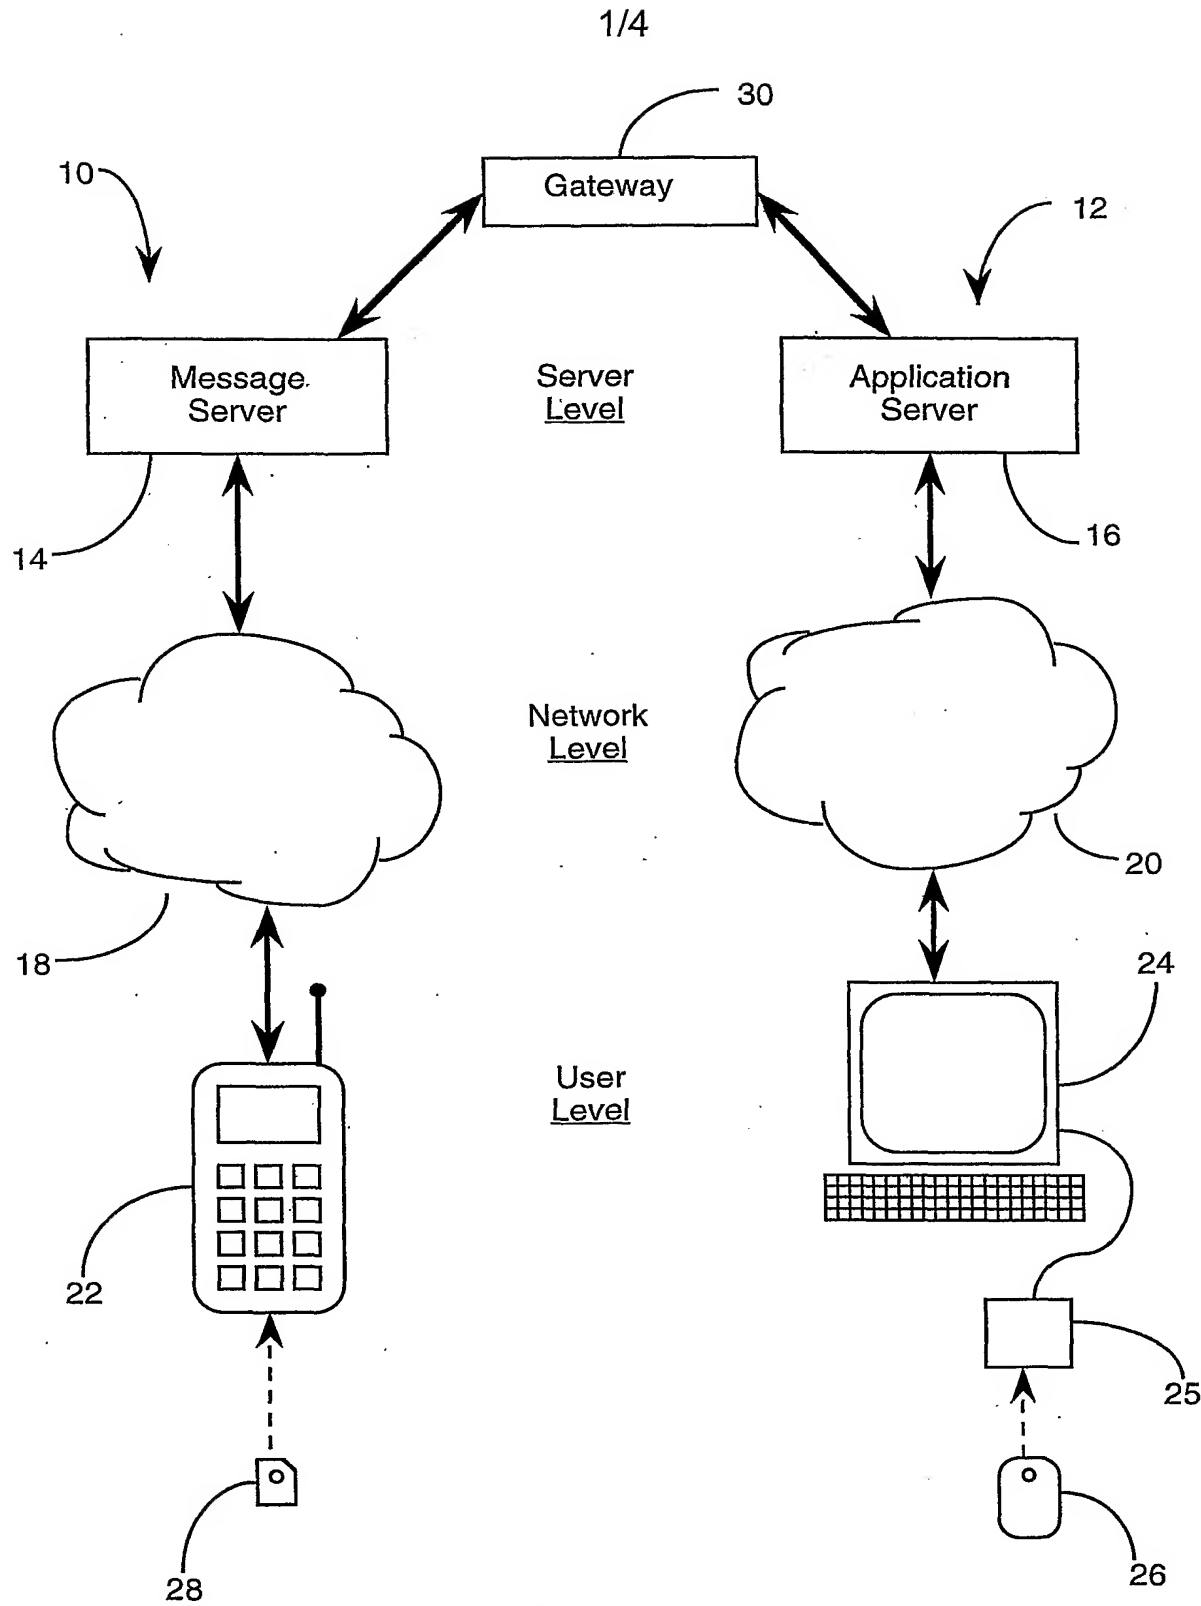 1/4
30
Gateway
10
12
Message
Server
Server
Level
Application
Server
14
16
Network
Level
20
18
24
User
Level
22
25
28
26